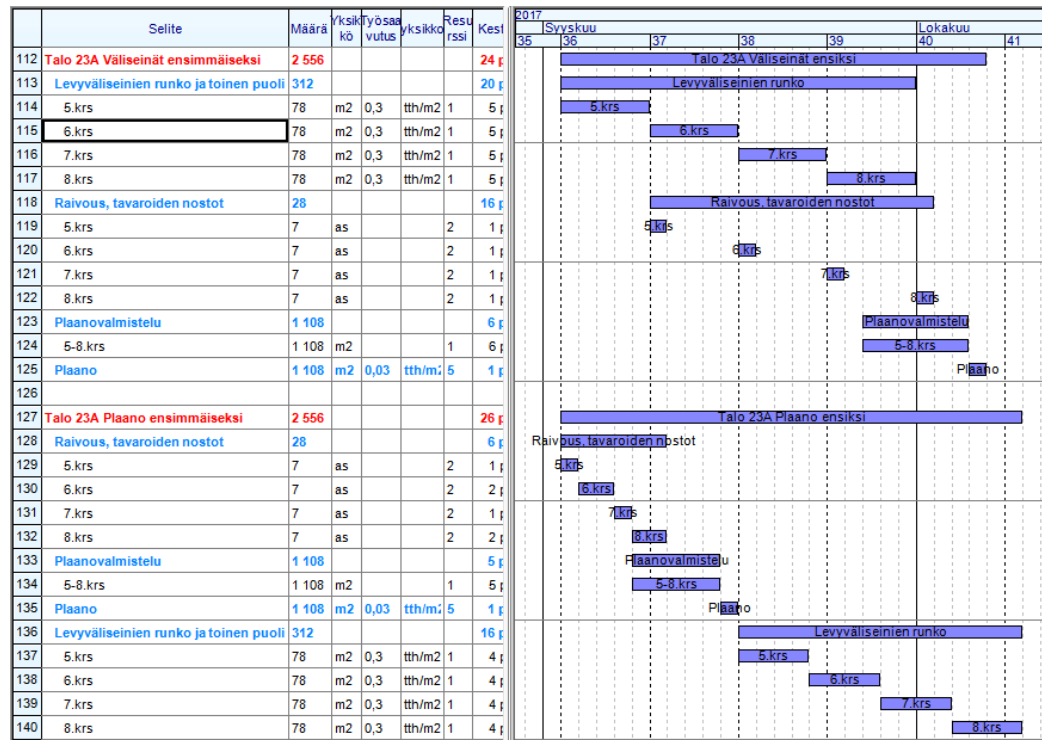 2017
Selite Määrä Yksik kö Työsaa vutus yksikkö Resu rssi Kest Syyskuu Lokakuu
35 36 37 38 39 40 41
112 Talo 23A Väliseinät ensimmäiseksi 2 556 24 p Talo 23A Väliseinät ensiksi
113 Levyväliseinien runko ja toinen puoli 312 20 p Levyväliseinien runko
114 5.krs 78 m2 0,3 tth/m2 1 5 p 5.krs
115 6.krs 78 m2 0,3 tth/m2 1 5 p 6.krs
116 7.krs 78 m2 0,3 tth/m2 1 5 p 7.krs
117 8.krs 78 m2 0,3 tth/m2 1 5 p 8.krs
118 Raivous, tavaroiden nostot 28 16 p Raivous, tavaroiden nostot
119 5.krs 7 as 2 1 p 5.krs
120 6.krs 7 as 2 1 p 6.krs
121 7.krs 7 as 2 1 p 7.krs
122 8.krs 7 as 2 1 p 8.krs
123 Plaanovalmistelu 1 108 6 p Plaanovalmistelu
124 5-8.krs 1 108 m2 1 6 p 5-8.krs
125 Plaano 1 108 m2 0,03 tth/m2 5 1 p Plaano
126
127 Talo 23A Plaano ensimmäiseksi 2 556 26 p Talo 23A Plaano ensiksi
128 Raivous, tavaroiden nostot 28 6 p Raivous, tavaroiden nostot
129 5.krs 7 as 2 1 p 5.krs
130 6.krs 7 as 2 2 p 6.krs
131 7.krs 7 as 2 1 p 7.krs
132 8.krs 7 as 2 2 p 8.krs
133 Plaanovalmistelu 1 108 5 p Plaanovalmistelu
134 5-8.krs 1 108 m2 1 5 p 5-8.krs
135 Plaano 1 108 m2 0,03 tth/m2 5 1 p Plaano
136 Levyväliseinien runko ja toinen puoli 312 16 p Levyväliseinien runko
137 5.krs 78 m2 0,3 tth/m2 1 4 p 5.krs
138 6.krs 78 m2 0,3 tth/m2 1 4 p 6.krs
139 7.krs 78 m2 0,3 tth/m2 1 4 p 7.krs
140 8.krs 78 m2 0,3 tth/m2 1 4 p 8.krs